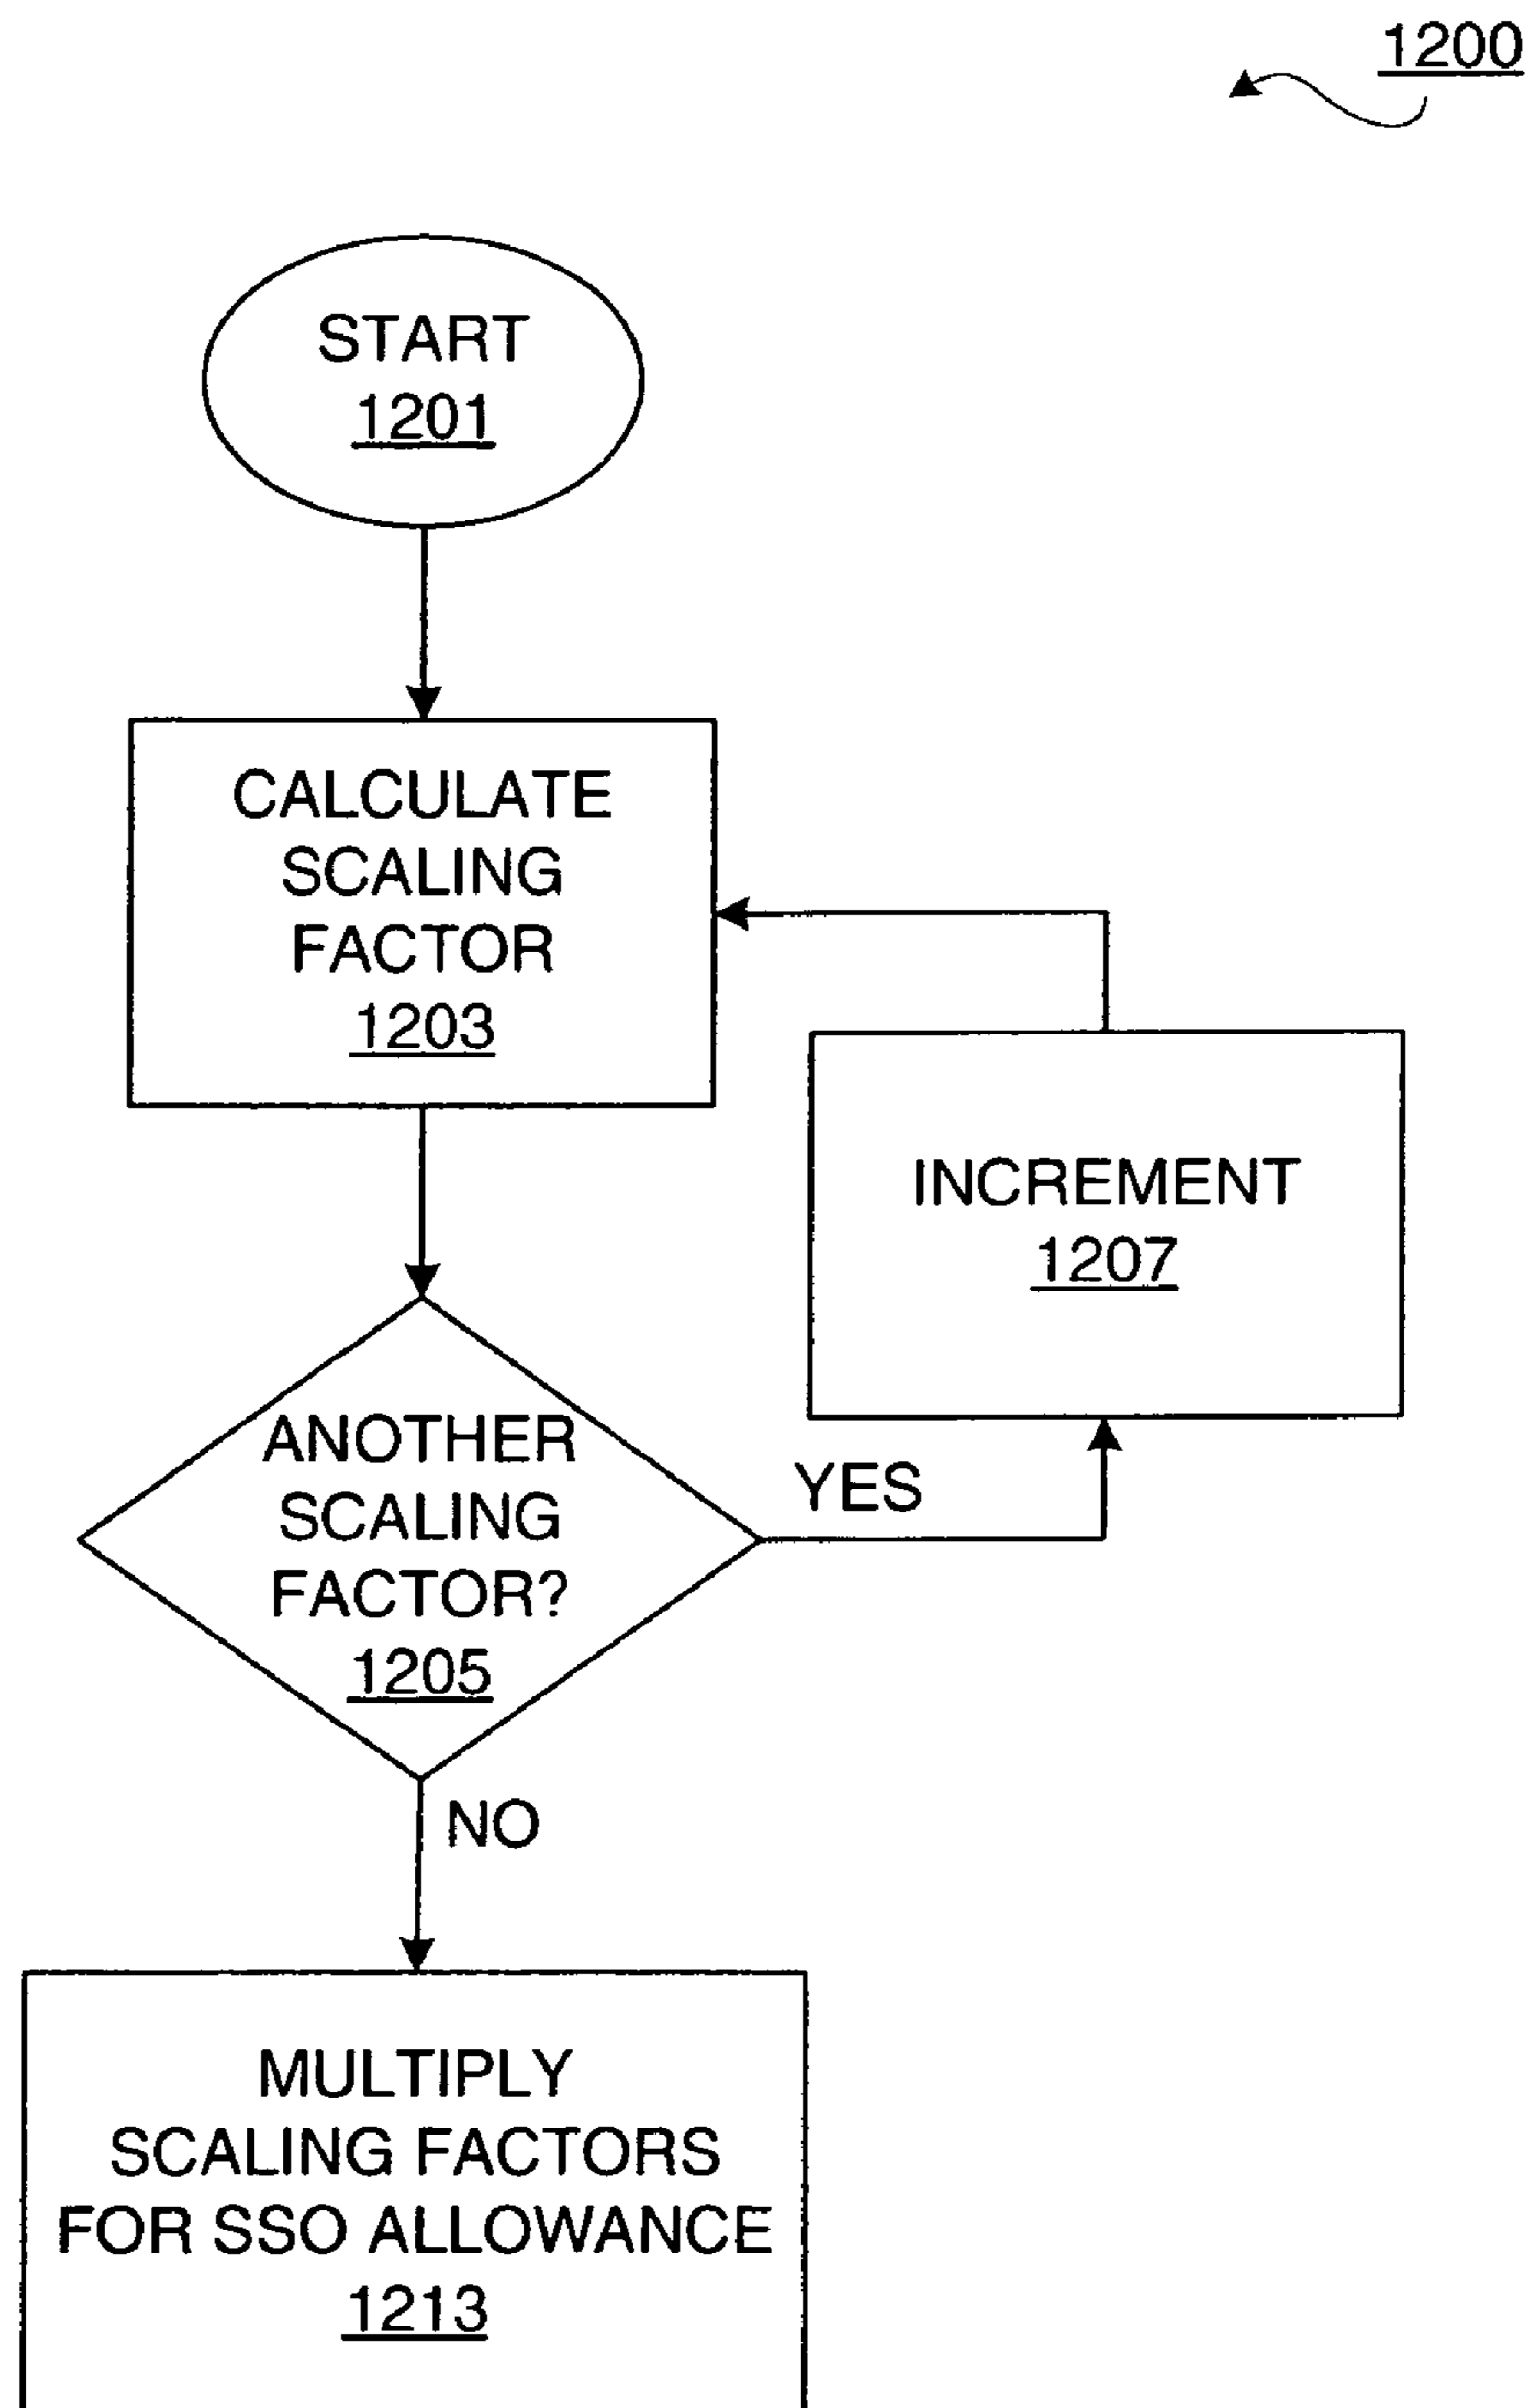 1200
START
1201
CALCULATE
SCALING
FACTOR
1203
INCREMENT
1207
ANOTHER
SCALING
FACTOR?
1205
YES
NO
MULTIPLY
SCALING FACTORS
FOR SSO ALLOWANCE
1213